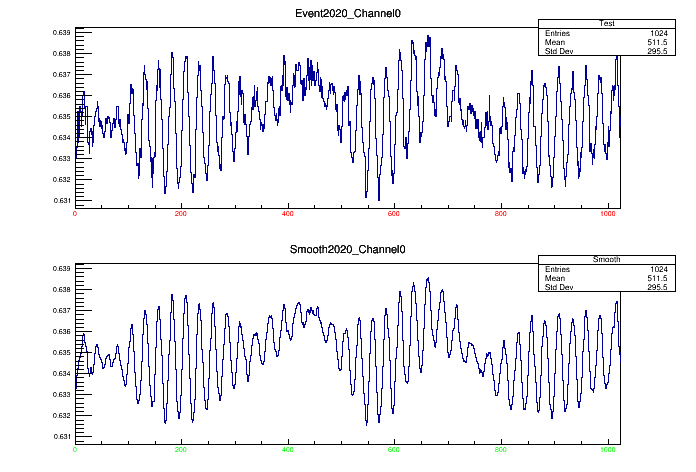 Event2020_Channel0
Test
Entries 1024
Mean 511.5
Std Dev 295.5
0.639
0.638
0.637
0.636
0.635
0.634
0.633
0.632
0.631
0 200 400 600 800 1000
Smooth2020_Channel0
Smooth
Entries 1024
Mean 511.5
Std Dev 295.5
0.639
0.638
0.637
0.636
0.635
0.634
0.633
0.632
0.631
0 200 400 600 800 1000